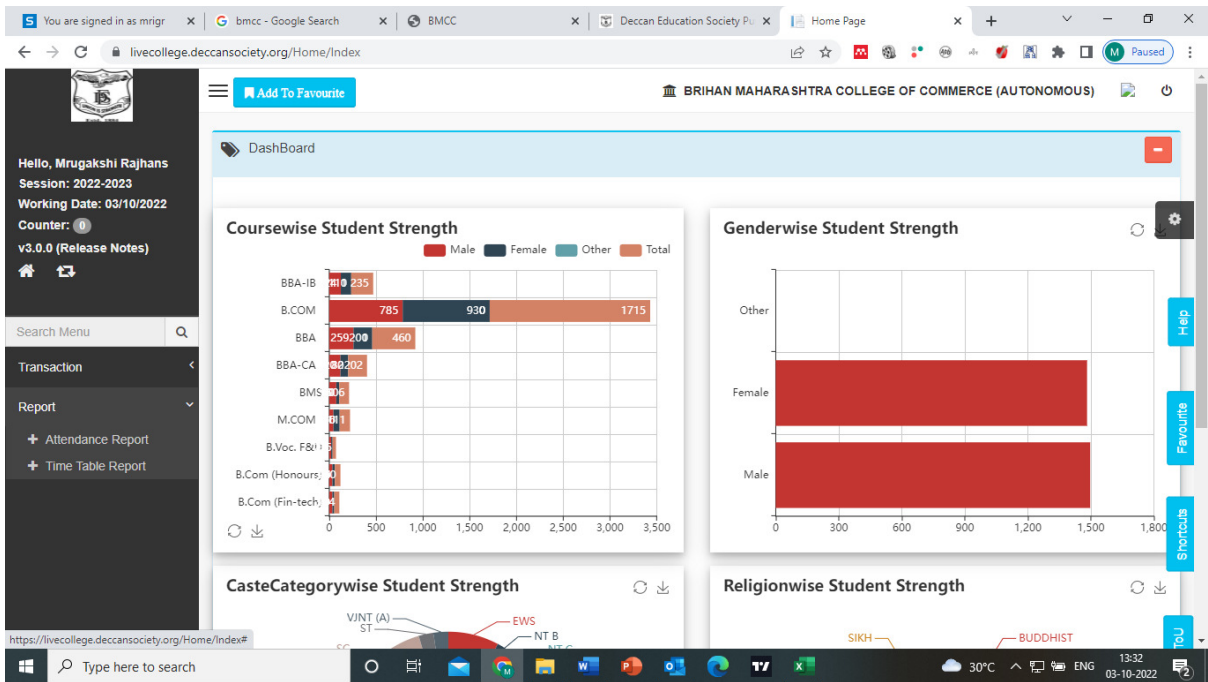 You are signed in as mrigr
bmcc - Google Search
BMCC
Deccan Education Society Pu
Home Page
livecollege.deccansociety.org/Home/Index
Paused
Add To Favourite
BRIHAN MAHARASHTRA COLLEGE OF COMMERCE (AUTONOMOUS)
Hello, Mrugakshi Rajhans
Session: 2022-2023
Working Date: 03/10/2022
Counter: 0
v3.0.0 (Release Notes)
Search Menu
Transaction
Report
Attendance Report
Time Table Report
DashBoard
Coursewise Student Strength
Male Female Other Total
BBA-IB 235
B.COM 785 930 1715
BBA 259 200 460
BBA-CA 202
BMS
M.COM
B.Voc. F&
B.Com (Honours)
B.Com (Fin-tech)
0 500 1,000 1,500 2,000 2,500 3,000 3,500
Genderwise Student Strength
Other
Female
Male
0 300 600 900 1,200 1,500 1,800
Help
Favourite
Shortcuts
ToU
CasteCategorywise Student Strength
VJNT (A)
ST
EWS
NT B
Religionwise Student Strength
SIKH
BUDDHIST
https://livecollege.deccansociety.org/Home/Index#
Type here to search
30°C
ENG
13:32
03-10-2022